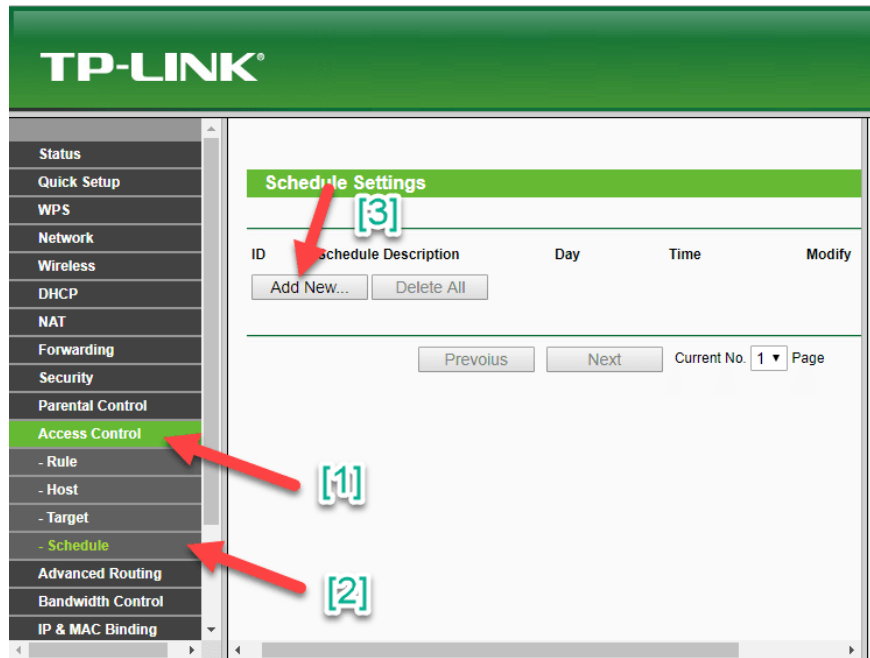 TP-LINK®
Status
Quick Setup
WPS
Network
Wireless
DHCP
NAT
Forwarding
Security
Parental Control
Access Control
- Rule
- Host
- Target
- Schedule
Advanced Routing
Bandwidth Control
IP & MAC Binding
Schedule Settings
[3]
ID Schedule Description Day Time Modify
Add New... Delete All
Prevoius Next Current No. 1 Page
[1]
[2]